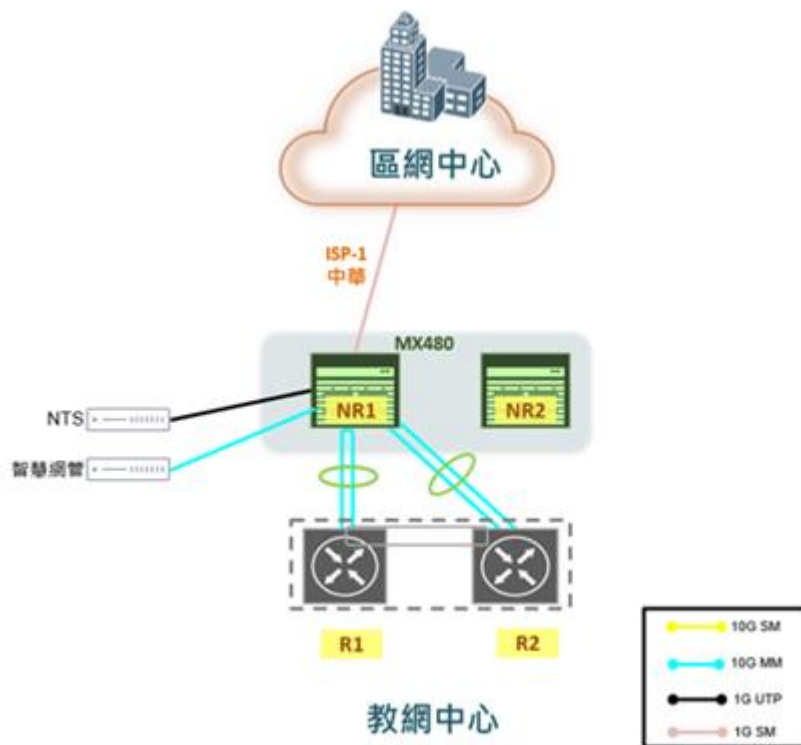 區網中心
ISP-1
中華
MX480
NR1
NR2
NTS
智慧網管
R1
R2
教網中心
10G SM
10G MM
1G UTP
1G SM